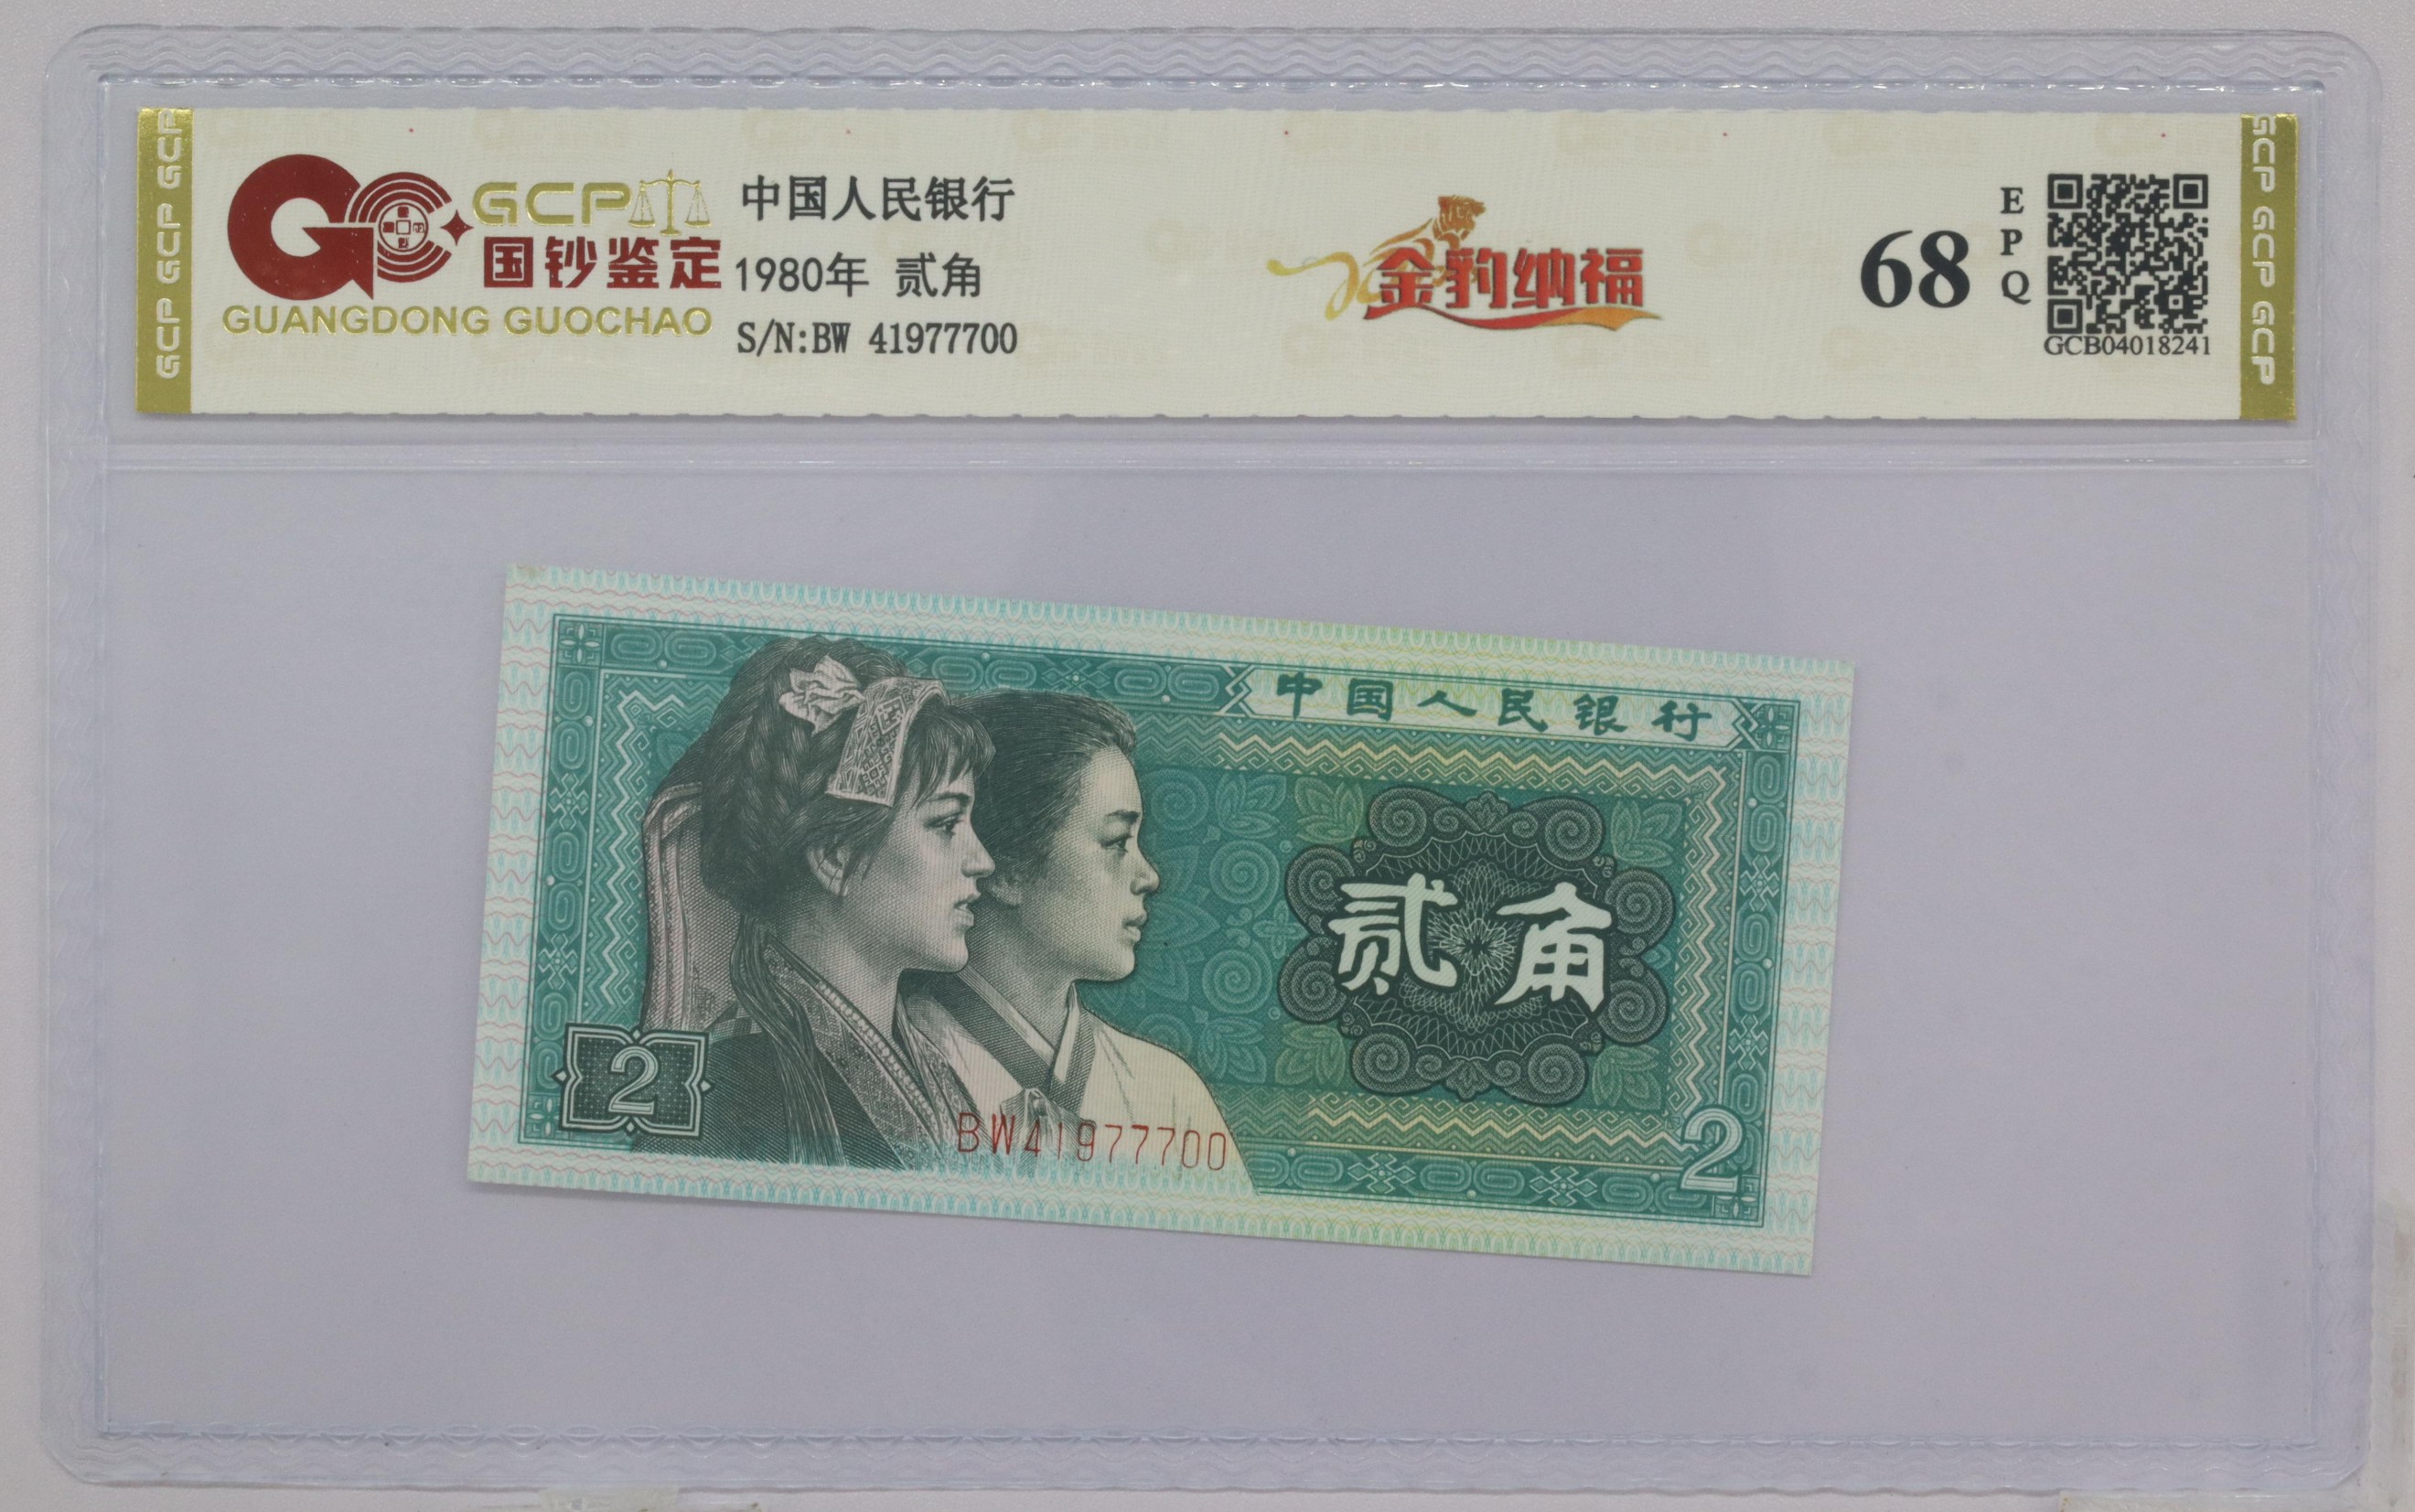 GCP GCP GCP
GCP
国钞鉴定
GUANGDONG GUOCHAO
中国人民银行
1980年 贰角
S/N:BW 41977700
金豹纳福
68
EPQ
GCB04018241
GCP GCP GCP
中国人民银行
贰角
2
BW41977700
2